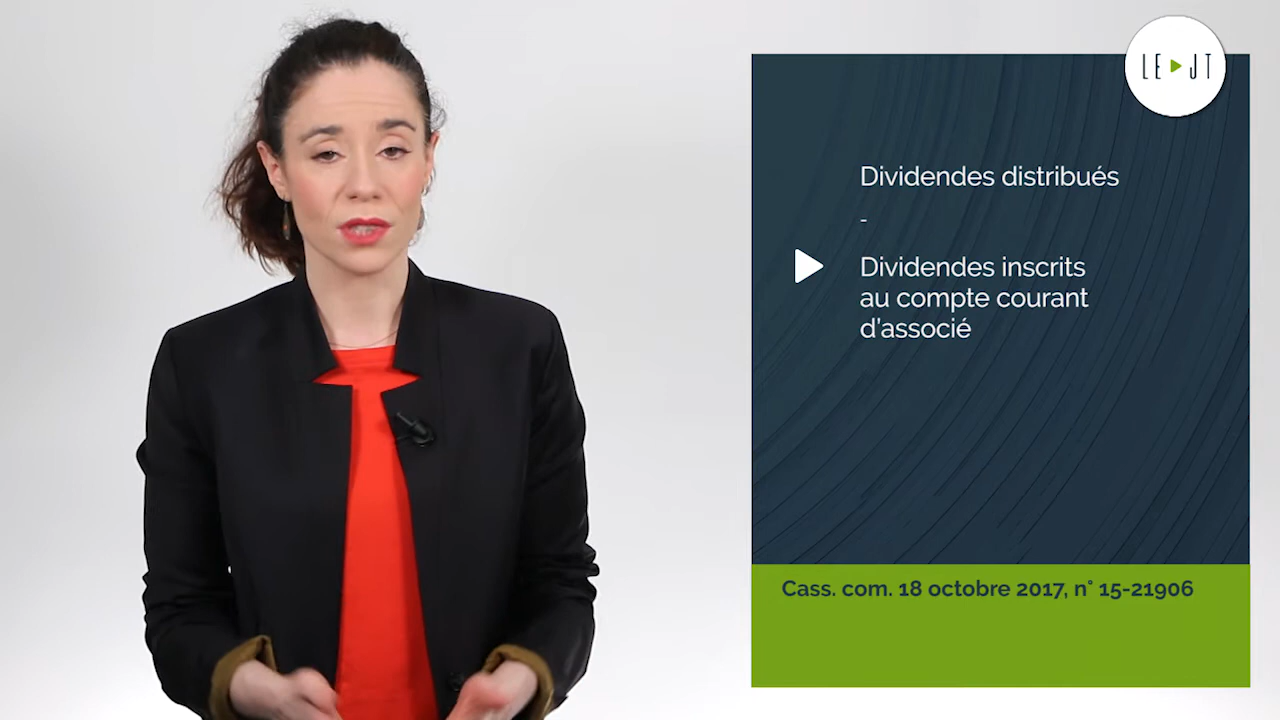 LE JT
Dividendes distribués
-
Dividendes inscrits
au compte courant
d'associé
Cass. com. 18 octobre 2017, n° 15-21906